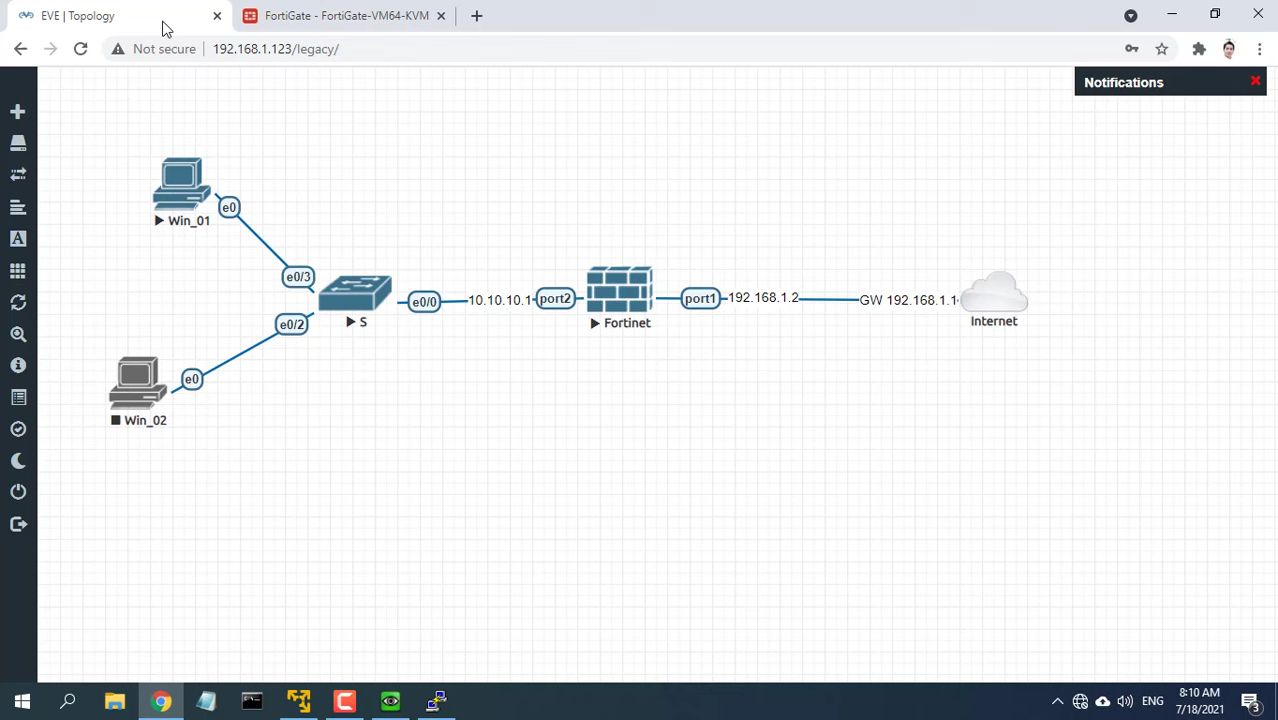 EVE | Topology
FortiGate - FortiGate-VM64-KVM
Not secure
192.168.1.123/legacy/
Notifications
e0
Win_01
e0/3
e0/0
10.10.10.1
port2
port1
192.168.1.2
GW 192.168.1.1
S
Fortinet
Internet
e0/2
e0
Win_02
A
ENG
8:10 AM
7/18/2021
3